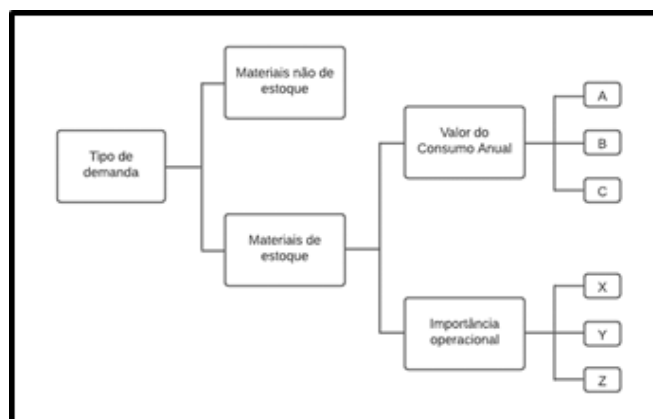 Materiais não de
estoque
Tipo de
demanda
Materiais de
estoque
Valor do
Consumo Anual
A
B
C
Importância
operacional
X
Y
Z